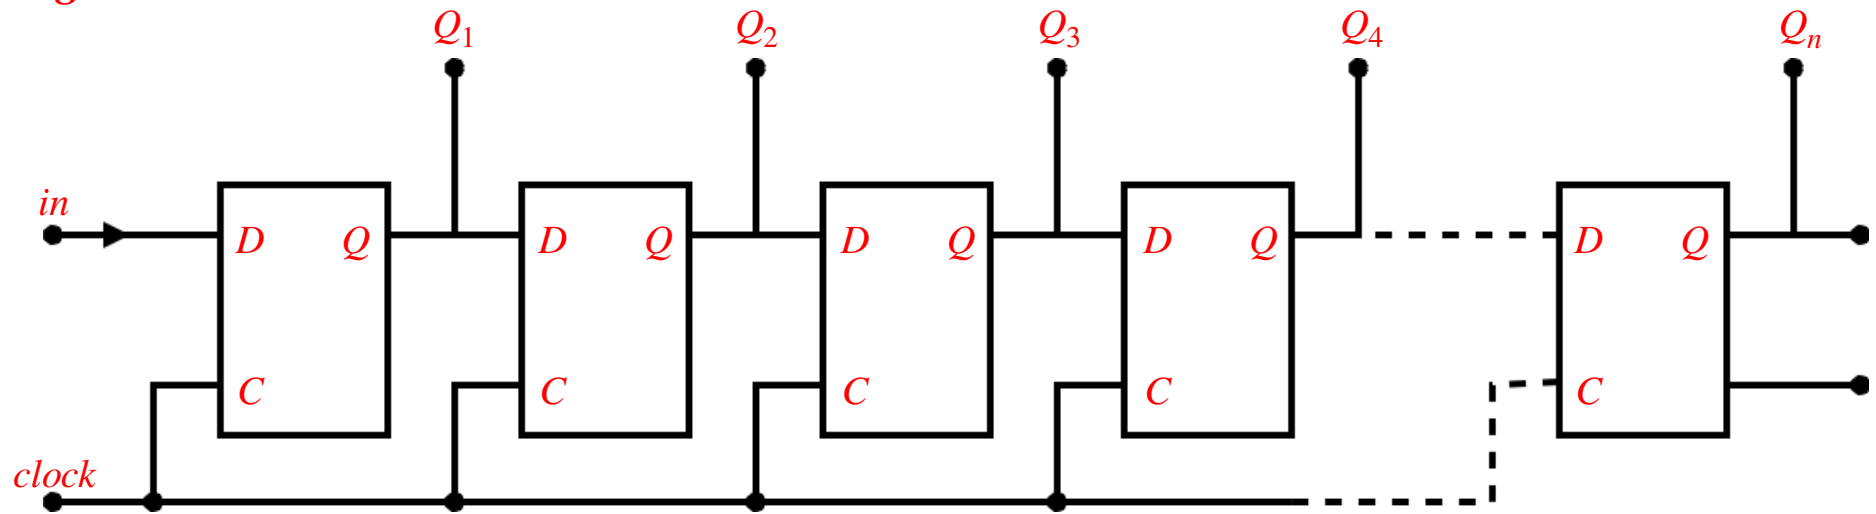 Q1 Q2 Q3 Q4 Qn
in
D Q D Q D Q D Q D Q
C C C C C
clock